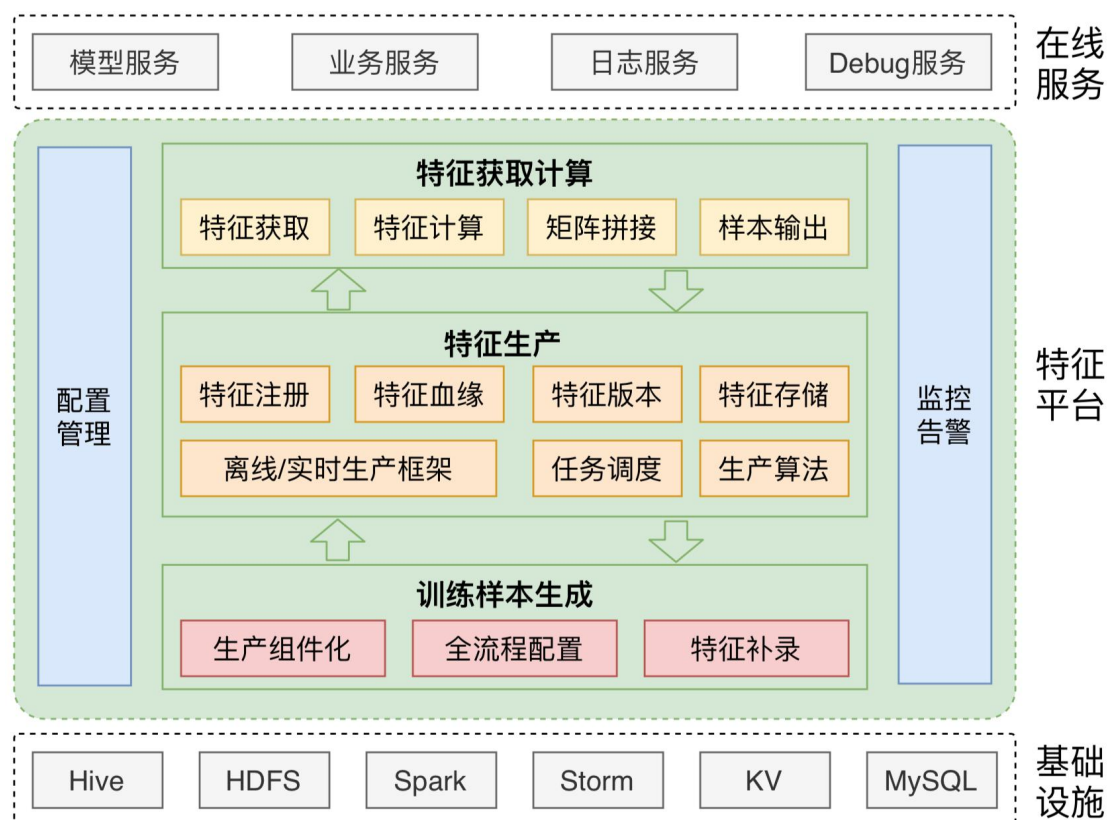 模型服务
业务服务
日志服务
Debug服务
在线
服务
特征获取计算
特征获取
特征计算
矩阵拼接
样本输出
特征生产
特征注册
特征血缘
特征版本
特征存储
离线/实时生产框架
任务调度
生产算法
训练样本生成
生产组件化
全流程配置
特征补录
配置
管理
监控
告警
特征
平台
Hive
HDFS
Spark
Storm
KV
MySQL
基础
设施